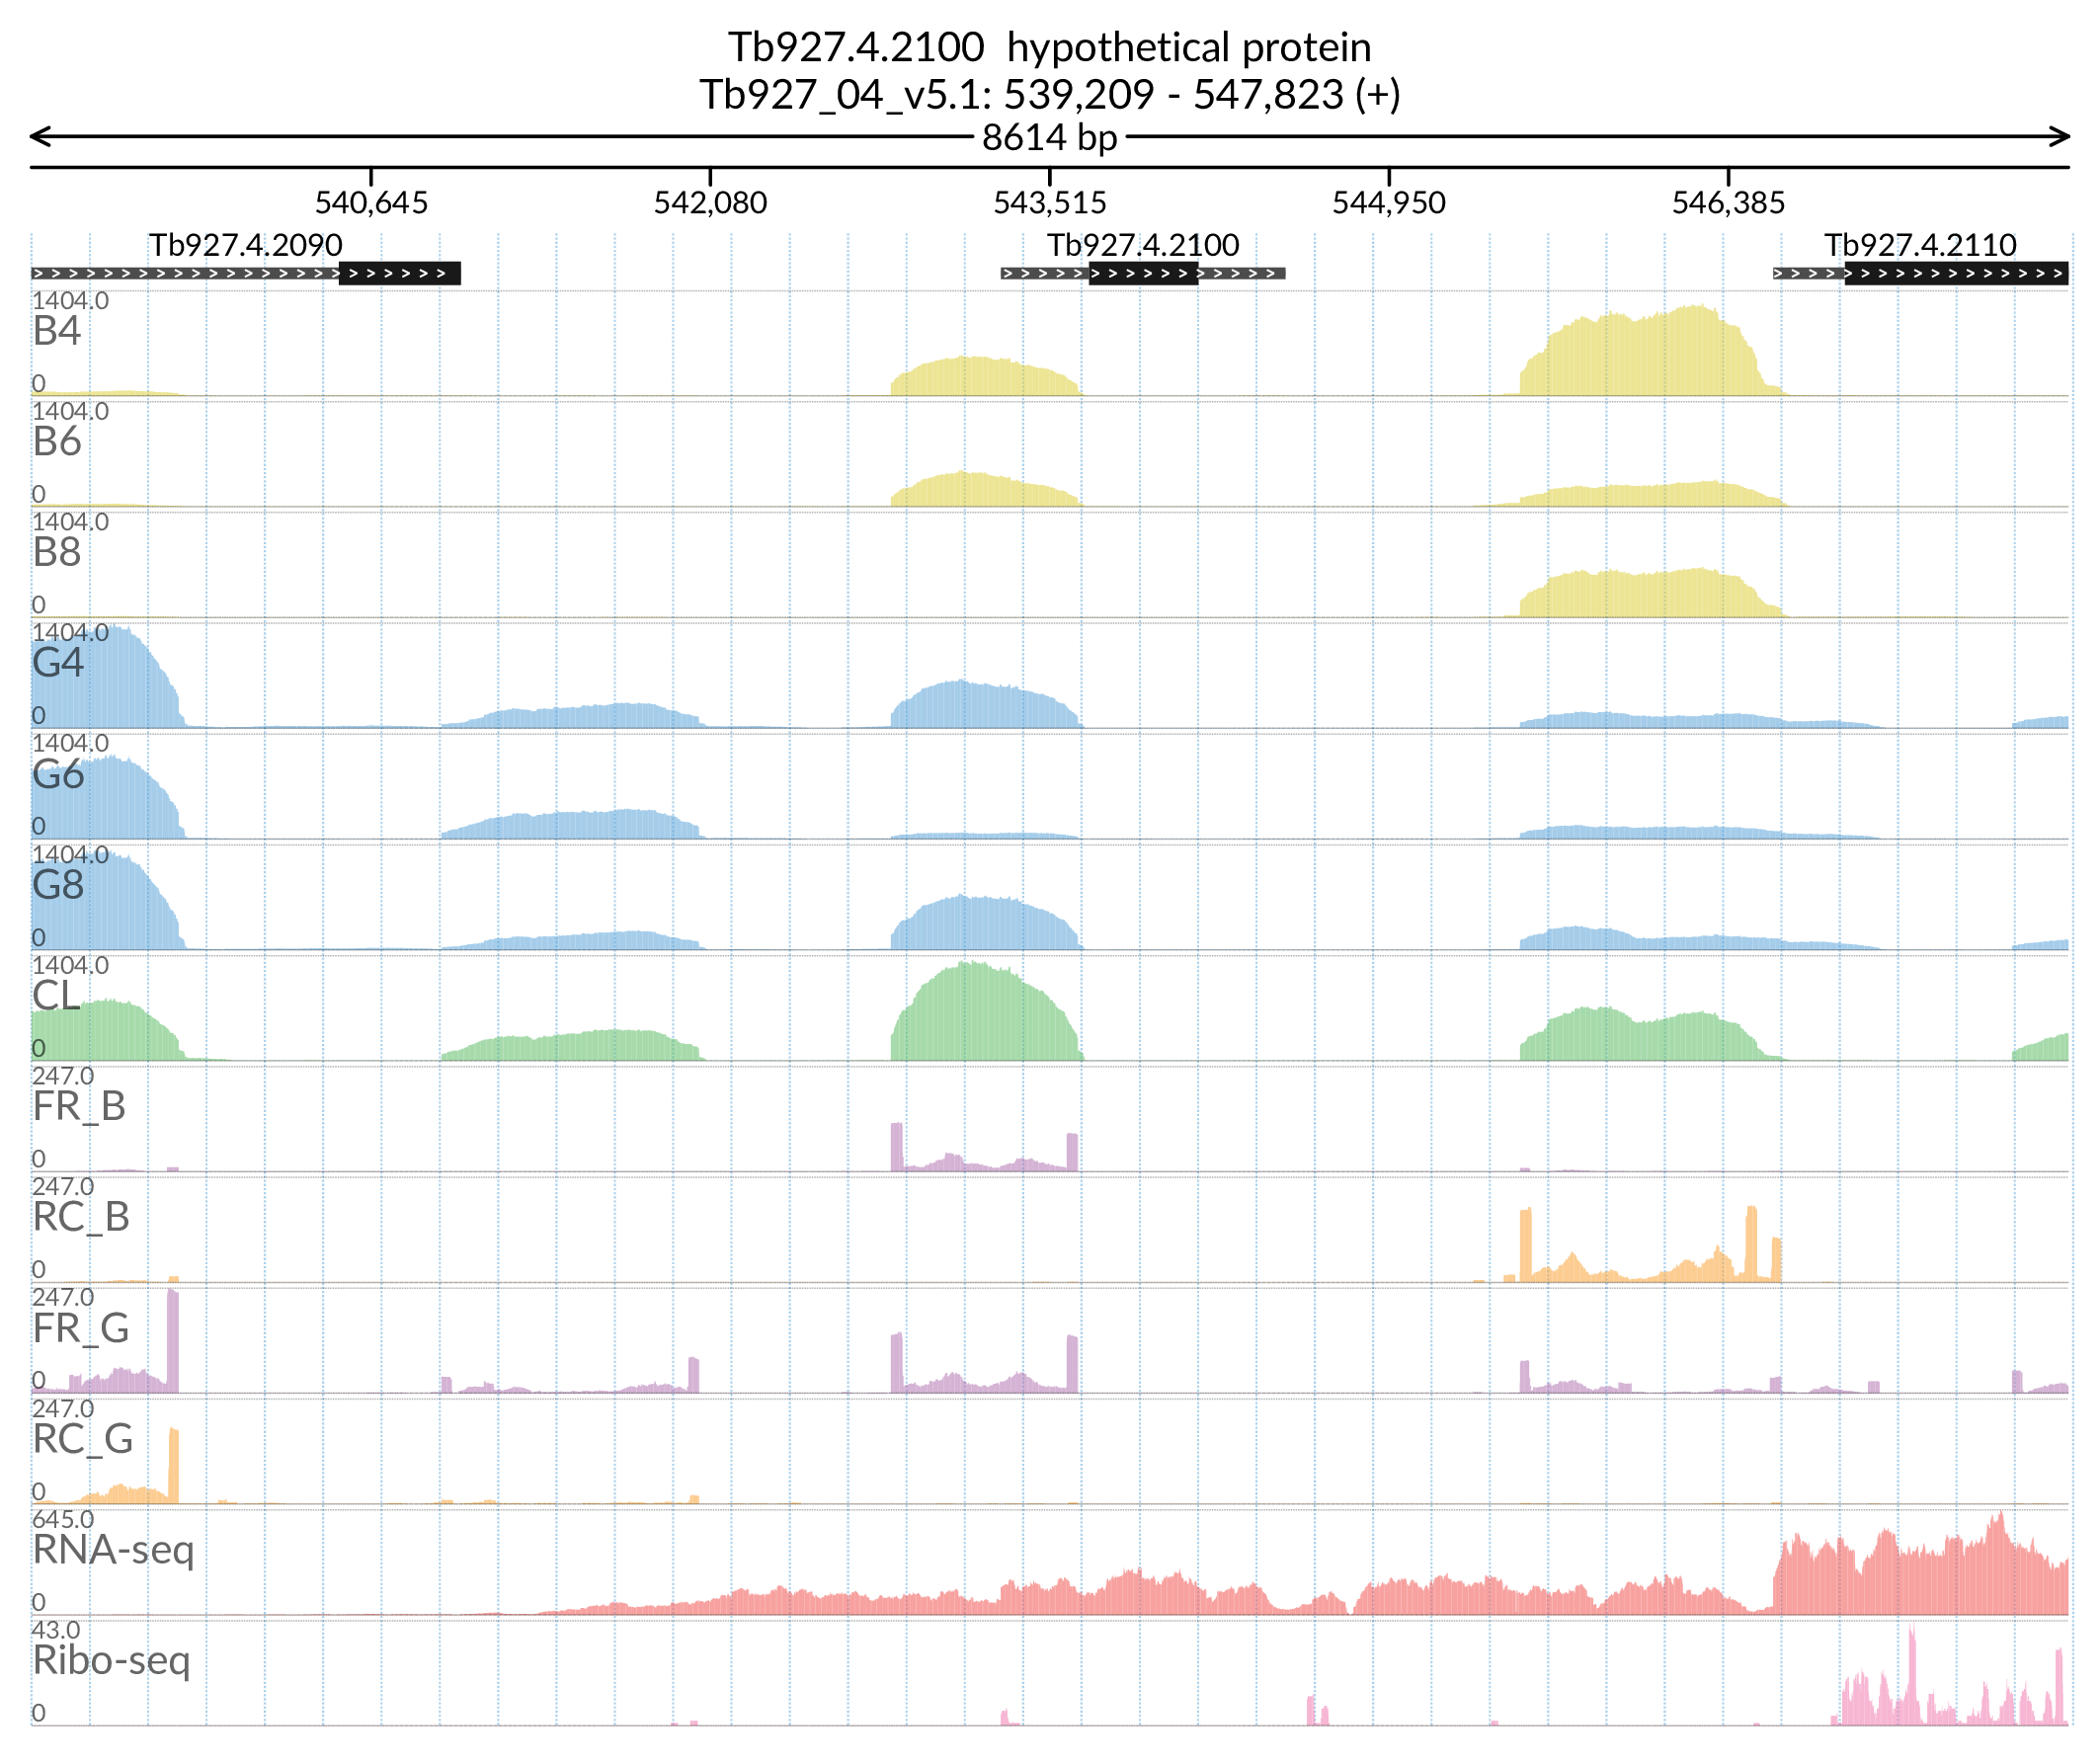 Tb927.4.2100  hypothetical protein
Tb927_04_v5.1: 539,209 - 547,823 (+)
8614 bp
540,645 542,080 543,515 544,950 546,385
Tb927.4.2090 Tb927.4.2100 Tb927.4.2110
1404.0
B4
0
1404.0
B6
0
1404.0
B8
0
1404.0
G4
0
1404.0
G6
0
1404.0
G8
0
1404.0
CL
0
247.0
FR_B
0
247.0
RC_B
0
247.0
FR_G
0
247.0
RC_G
0
645.0
RNA-seq
0
43.0
Ribo-seq
0